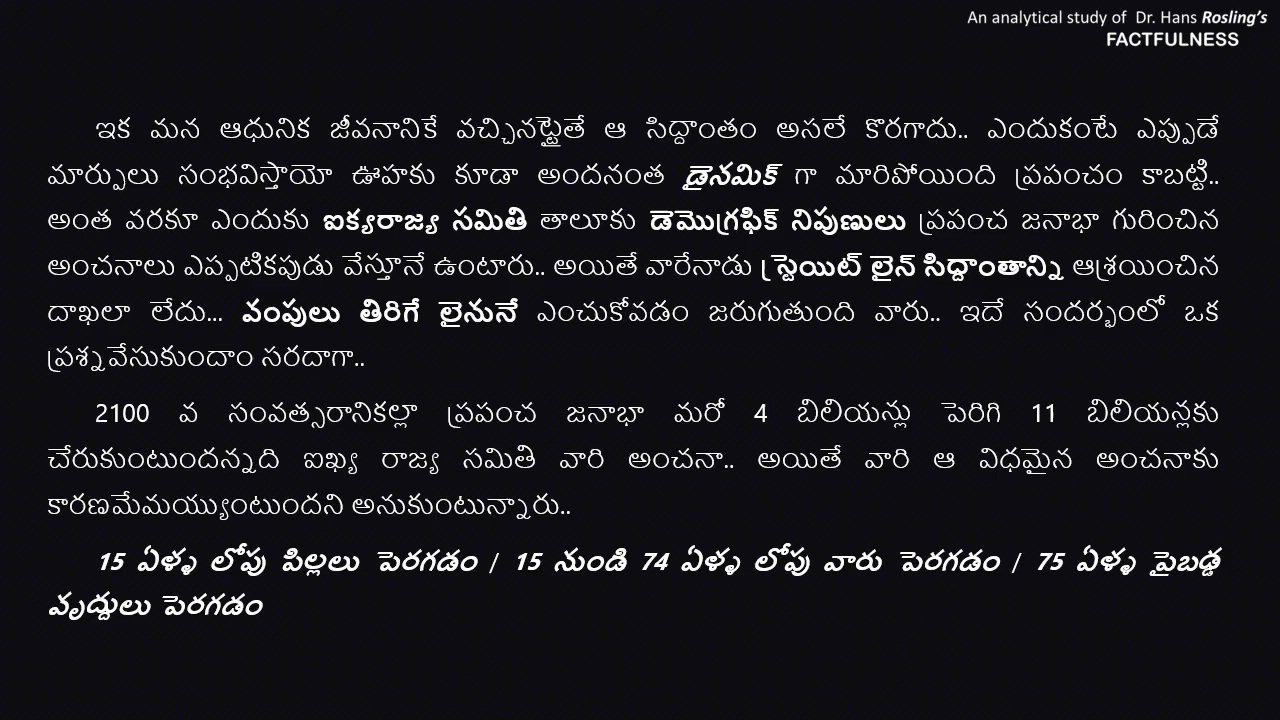 An analytical study of Dr. Hans Rosling's
FACTFULNESS
ఇక మన ఆధునిక జీవనానికే వచ్చినట్టైతే ఆ సిద్దాంతం అసలే కొరగాదు.. ఎందుకంటే ఎప్పుడే
మార్పులు సంభవిస్తాయో ఊహకు కూడా అందనంత డైనమిక్ గా మారిపోయింది ప్రపంచం కాబట్టి..
అంత వరకూ ఎందుకు ఐక్యరాజ్య సమితి తాలూకు డెమొగ్రఫిక్ నిపుణులు ప్రపంచ జనాభా గురించిన
అంచనాలు ఎప్పటికపుడు వేస్తూనే ఉంటారు.. అయితే వారేనాడు స్ట్రెయిట్ లైన్ సిద్దాంతాన్ని ఆశ్రయించిన
దాఖలా లేదు... వంపులు తిరిగే లైనునే ఎంచుకోవడం జరుగుతుంది వారు.. ఇదే సందర్భంలో ఒక
ప్రశ్నవేసుకుందాం సరదాగా..
2100 వ సంవత్సరానికల్లా ప్రపంచ జనాభా మరో 4 బిలియన్లు పెరిగి 11 బిలియన్లకు
చేరుకుంటుందన్నది ఐఖ్య రాజ్య సమితి వారి అంచనా.. అయితే వారి ఆ విధమైన అంచనాకు
కారణమేమయ్యుంటుందని అనుకుంటున్నారు..
15 ఏళ్ళ లోపు పిల్లలు పెరగడం / 15 నుండి 74 ఏళ్ళ లోపు వారు పెరగడం / 75 ఏళ్ళ పైబడ్డ
వృద్దులు పెరగడం